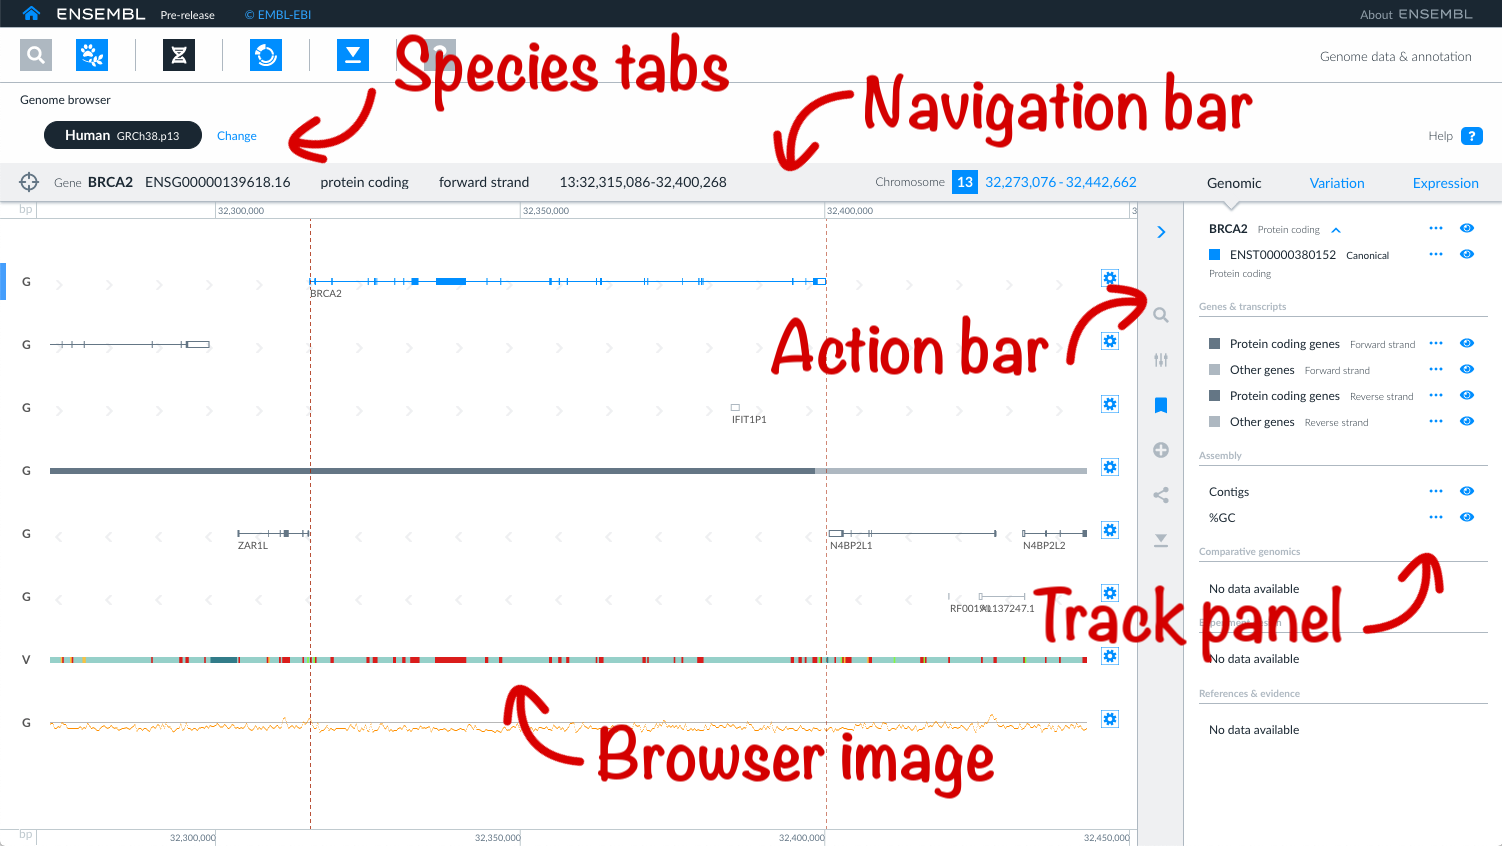 ENSEMBL Pre-release © EMBL-EBI About ENSEMBL
Species tabs
Genome data & annotation
Genome browser
Navigation bar
Human GRCh38.p13 Change
Help ?
Gene BRCA2 ENSG00000139618.16 protein coding forward strand 13:32,315,086-32,400,268 Chromosome 13 32,273,076 - 32,442,662
Genomic Variation Expression
bp 32,300,000 32,350,000 32,400,000 3
BRCA2 Protein coding
ENST00000380152 Canonical
Protein coding
G
BRCA2
Genes & transcripts
Action bar
G
Protein coding genes Forward strand
Other genes Forward strand
Protein coding genes Reverse strand
Other genes Reverse strand
G
IFIT1P1
Assembly
G
Contigs
%GC
G
ZAR1L N4BP2L1 N4BP2L2
Comparative genomics
No data available
G
AL137247.1
Track panel
No data available
V
References & evidence
No data available
G
Browser image
bp 32,300,000 32,350,000 32,400,000 32,450,000